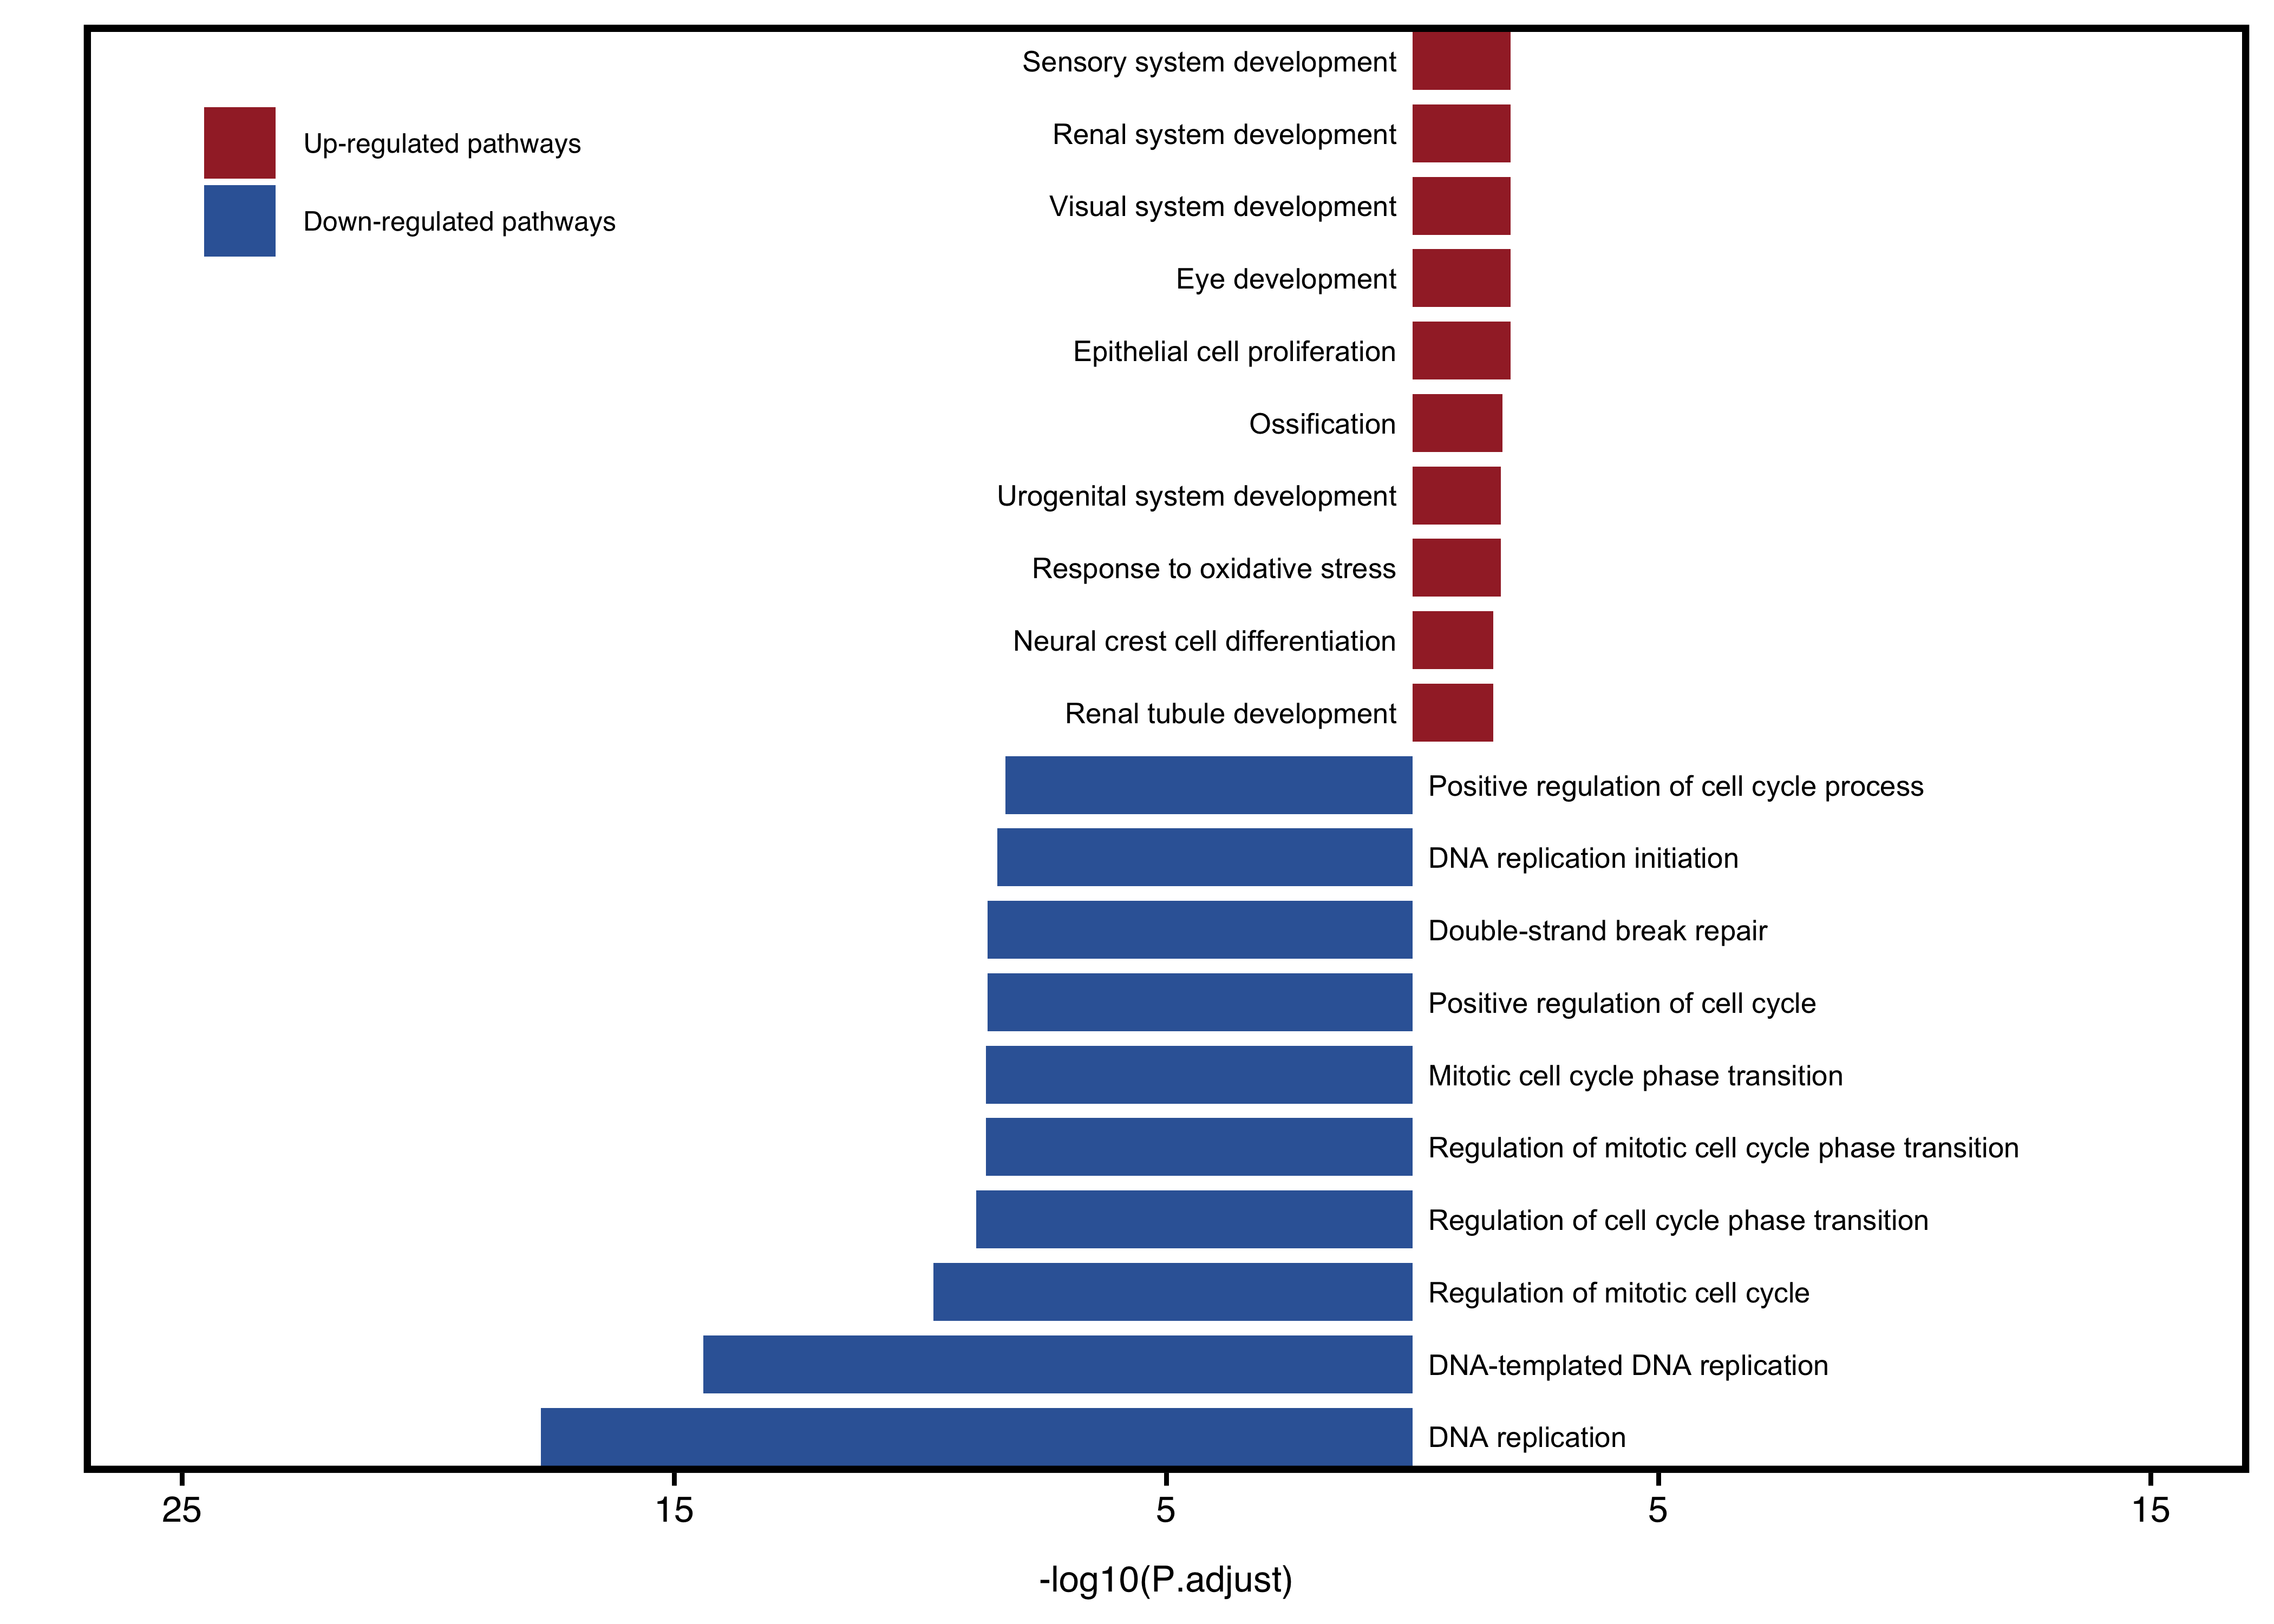 Sensory system development
Up-regulated pathways
Renal system development
Down-regulated pathways
Visual system development
Eye development
Epithelial cell proliferation
Ossification
Urogenital system development
Response to oxidative stress
Neural crest cell differentiation
Renal tubule development
Positive regulation of cell cycle process
DNA replication initiation
Double-strand break repair
Positive regulation of cell cycle
Mitotic cell cycle phase transition
Regulation of mitotic cell cycle phase transition
Regulation of cell cycle phase transition
Regulation of mitotic cell cycle
DNA-templated DNA replication
DNA replication
25 15 5 5 15
-log10(P.adjust)